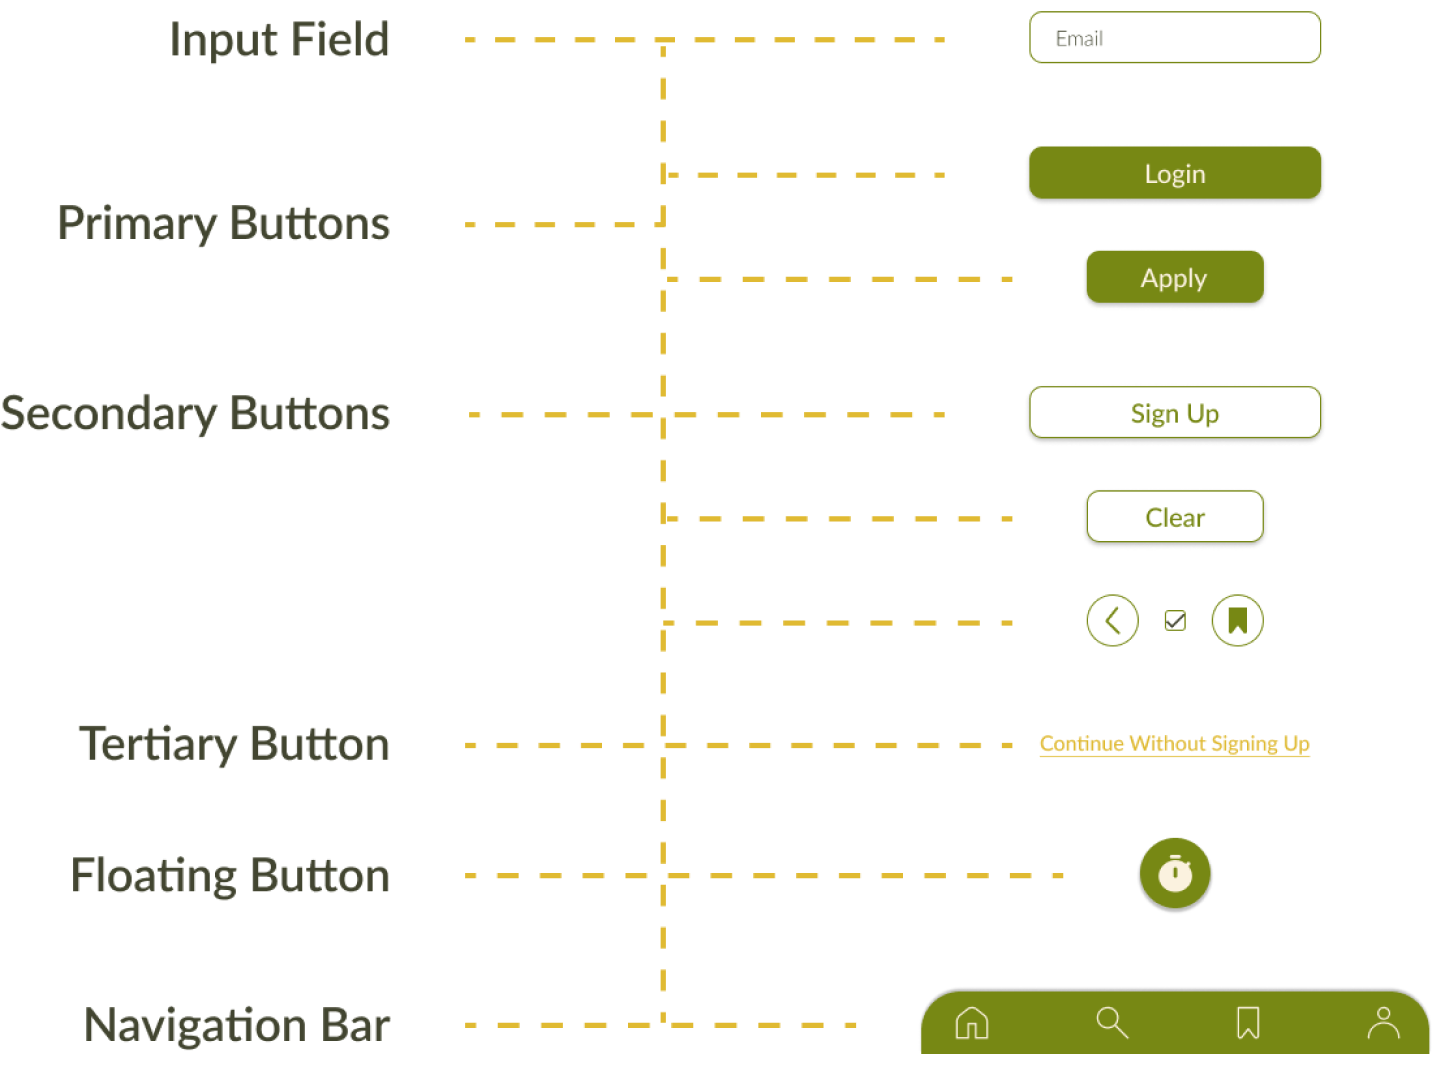 Input Field
Email
Login
Primary Buttons
Apply
Secondary Buttons
Sign Up
Clear
Tertiary Button
Continue Without Signing Up
Floating Button
Navigation Bar